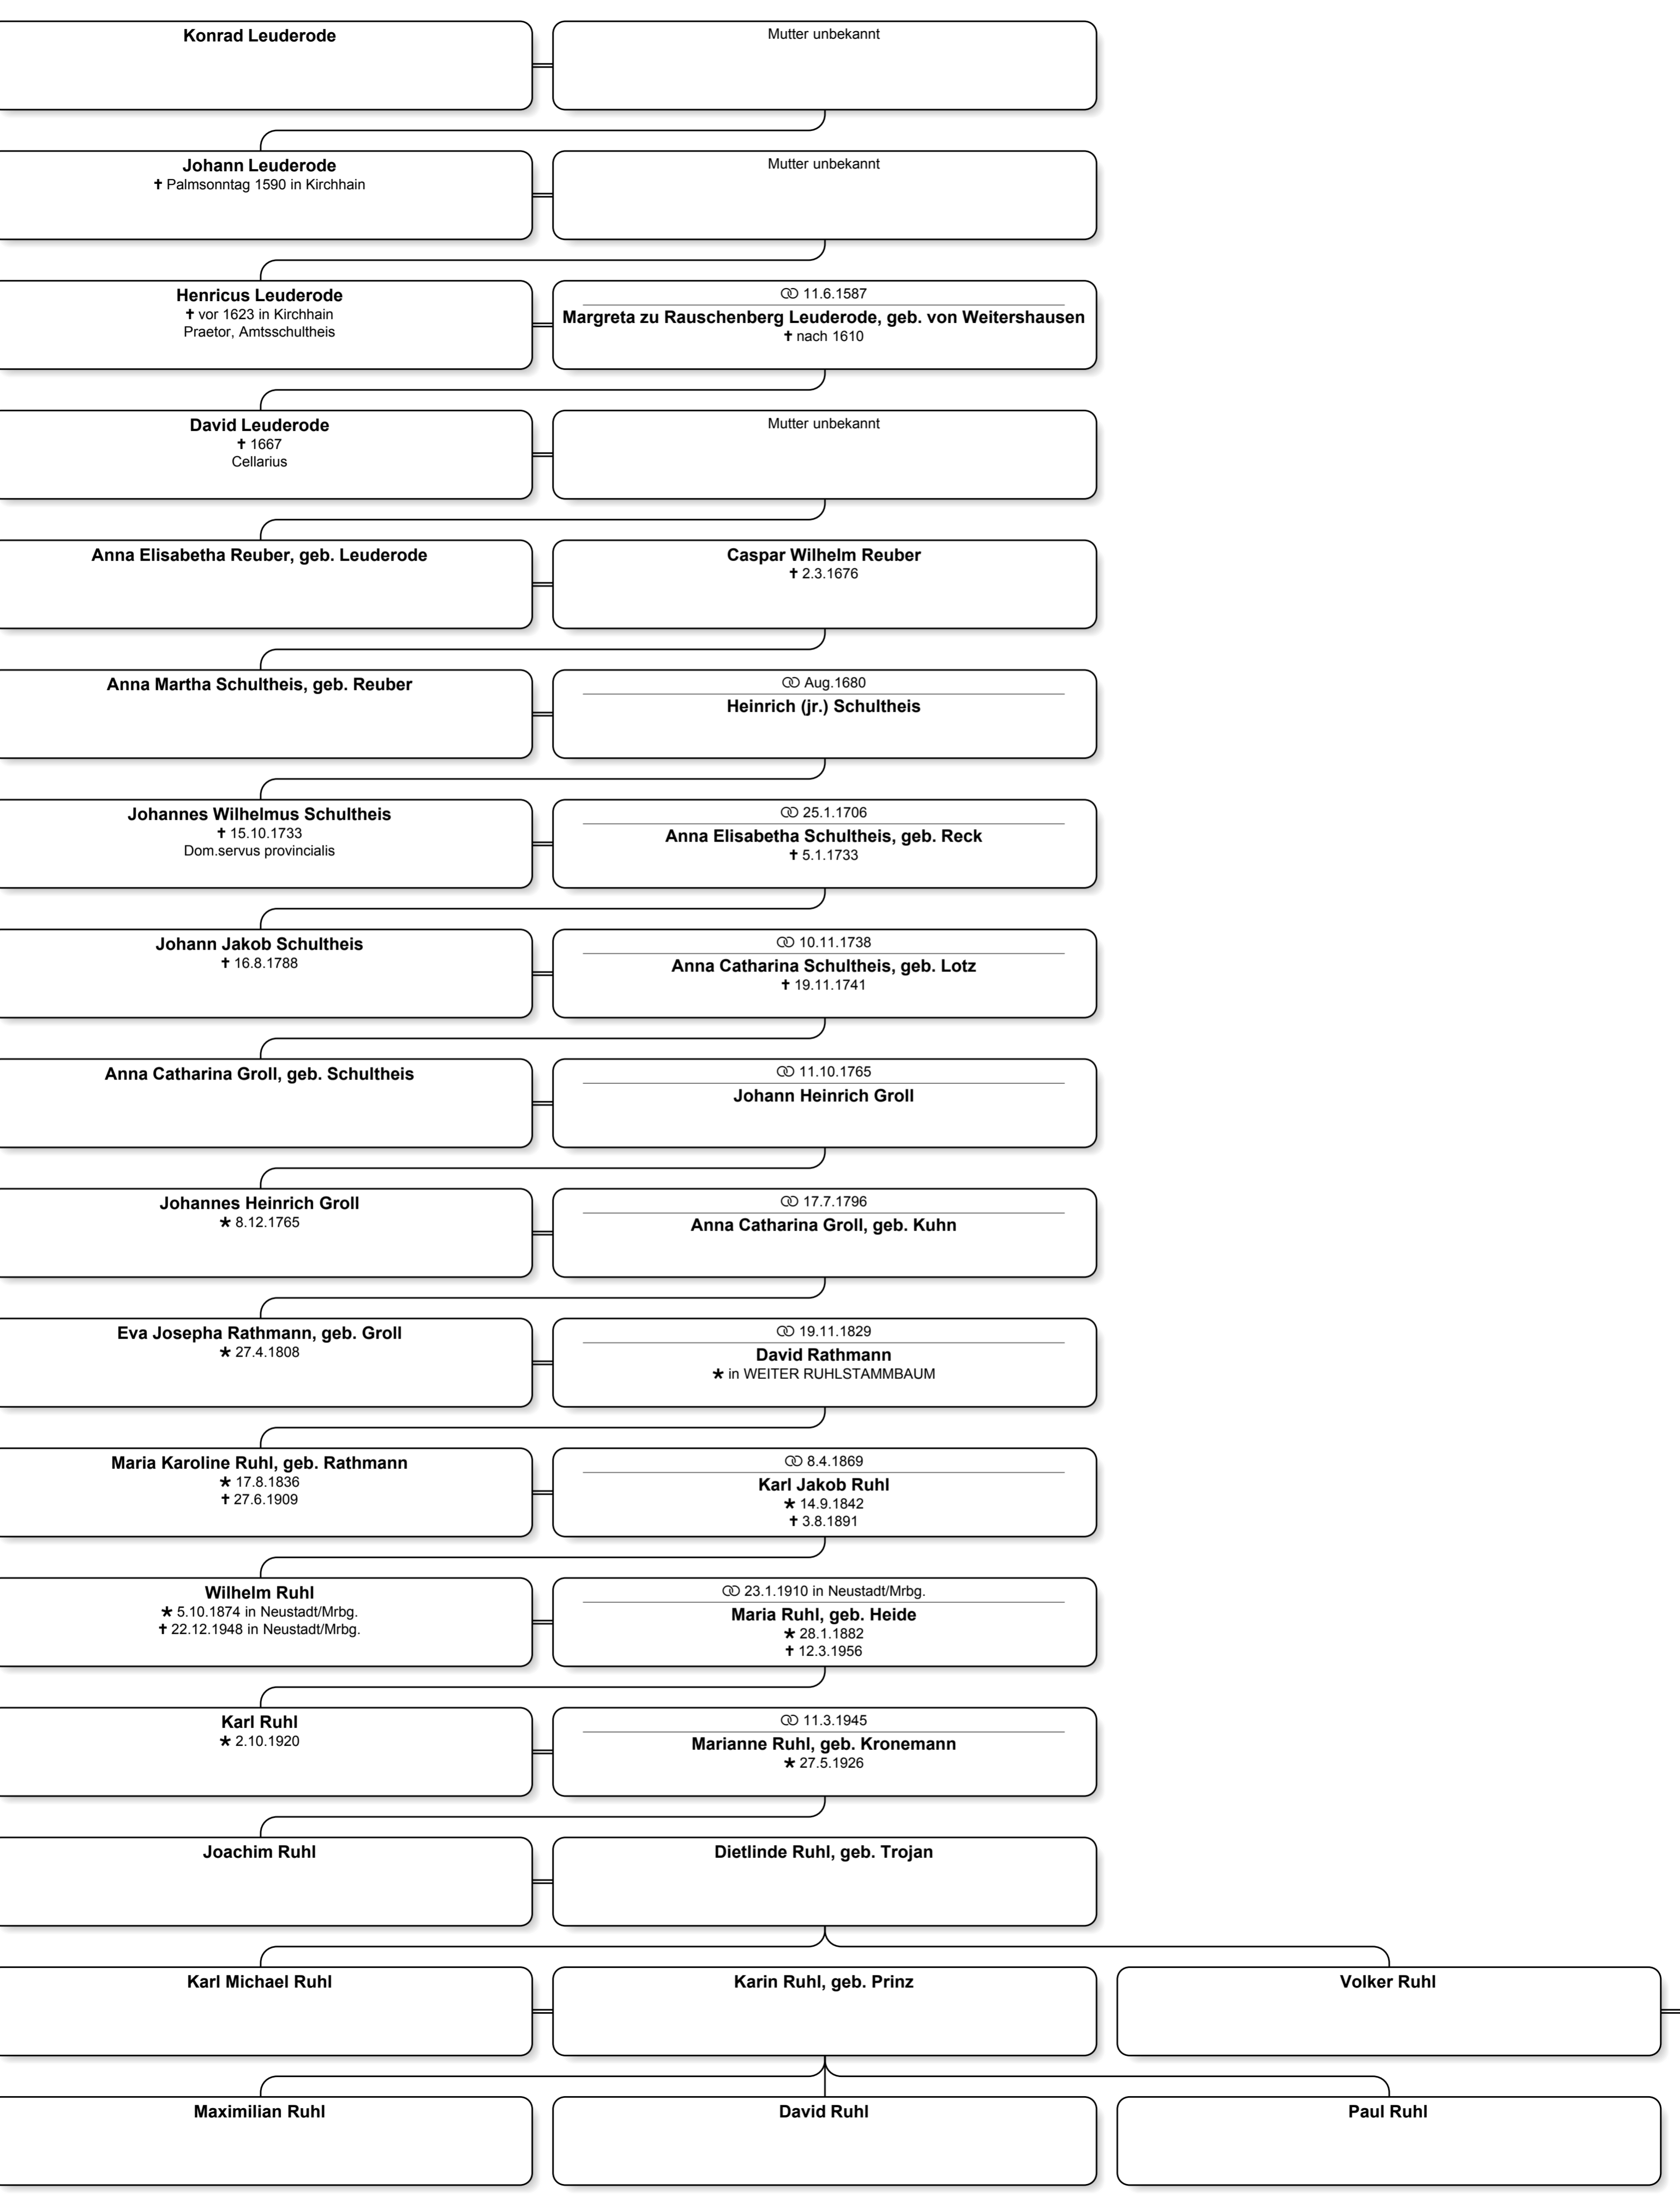 Konrad Leuderode
Mutter unbekannt
Johann Leuderode
✝ Palmsonntag 1590 in Kirchhain
Mutter unbekannt
Henricus Leuderode
✝ vor 1623 in Kirchhain
Praetor, Amtsschultheis
⚭ 11.6.1587
Margreta zu Rauschenberg Leuderode, geb. von Weitershausen
✝ nach 1610
David Leuderode
✝ 1667
Cellarius
Mutter unbekannt
Anna Elisabetha Reuber, geb. Leuderode
Caspar Wilhelm Reuber
✝ 2.3.1676
Anna Martha Schultheis, geb. Reuber
⚭ Aug.1680
Heinrich (jr.) Schultheis
Johannes Wilhelmus Schultheis
✝ 15.10.1733
Dom.servus provincialis
⚭ 25.1.1706
Anna Elisabetha Schultheis, geb. Reck
✝ 5.1.1733
Johann Jakob Schultheis
✝ 16.8.1788
⚭ 10.11.1738
Anna Catharina Schultheis, geb. Lotz
✝ 19.11.1741
Anna Catharina Groll, geb. Schultheis
⚭ 11.10.1765
Johann Heinrich Groll
Johannes Heinrich Groll
★ 8.12.1765
⚭ 17.7.1796
Anna Catharina Groll, geb. Kuhn
Eva Josepha Rathmann, geb. Groll
★ 27.4.1808
⚭ 19.11.1829
David Rathmann
★ in WEITER RUHLSTAMMBAUM
Maria Karoline Ruhl, geb. Rathmann
★ 17.8.1836
✝ 27.6.1909
⚭ 8.4.1869
Karl Jakob Ruhl
★ 14.9.1842
✝ 3.8.1891
Wilhelm Ruhl
★ 5.10.1874 in Neustadt/Mrbg.
✝ 22.12.1948 in Neustadt/Mrbg.
⚭ 23.1.1910 in Neustadt/Mrbg.
Maria Ruhl, geb. Heide
★ 28.1.1882
✝ 12.3.1956
Karl Ruhl
★ 2.10.1920
⚭ 11.3.1945
Marianne Ruhl, geb. Kronemann
★ 27.5.1926
Joachim Ruhl
Dietlinde Ruhl, geb. Trojan
Karl Michael Ruhl
Karin Ruhl, geb. Prinz
Volker Ruhl
Maximilian Ruhl
David Ruhl
Paul Ruhl